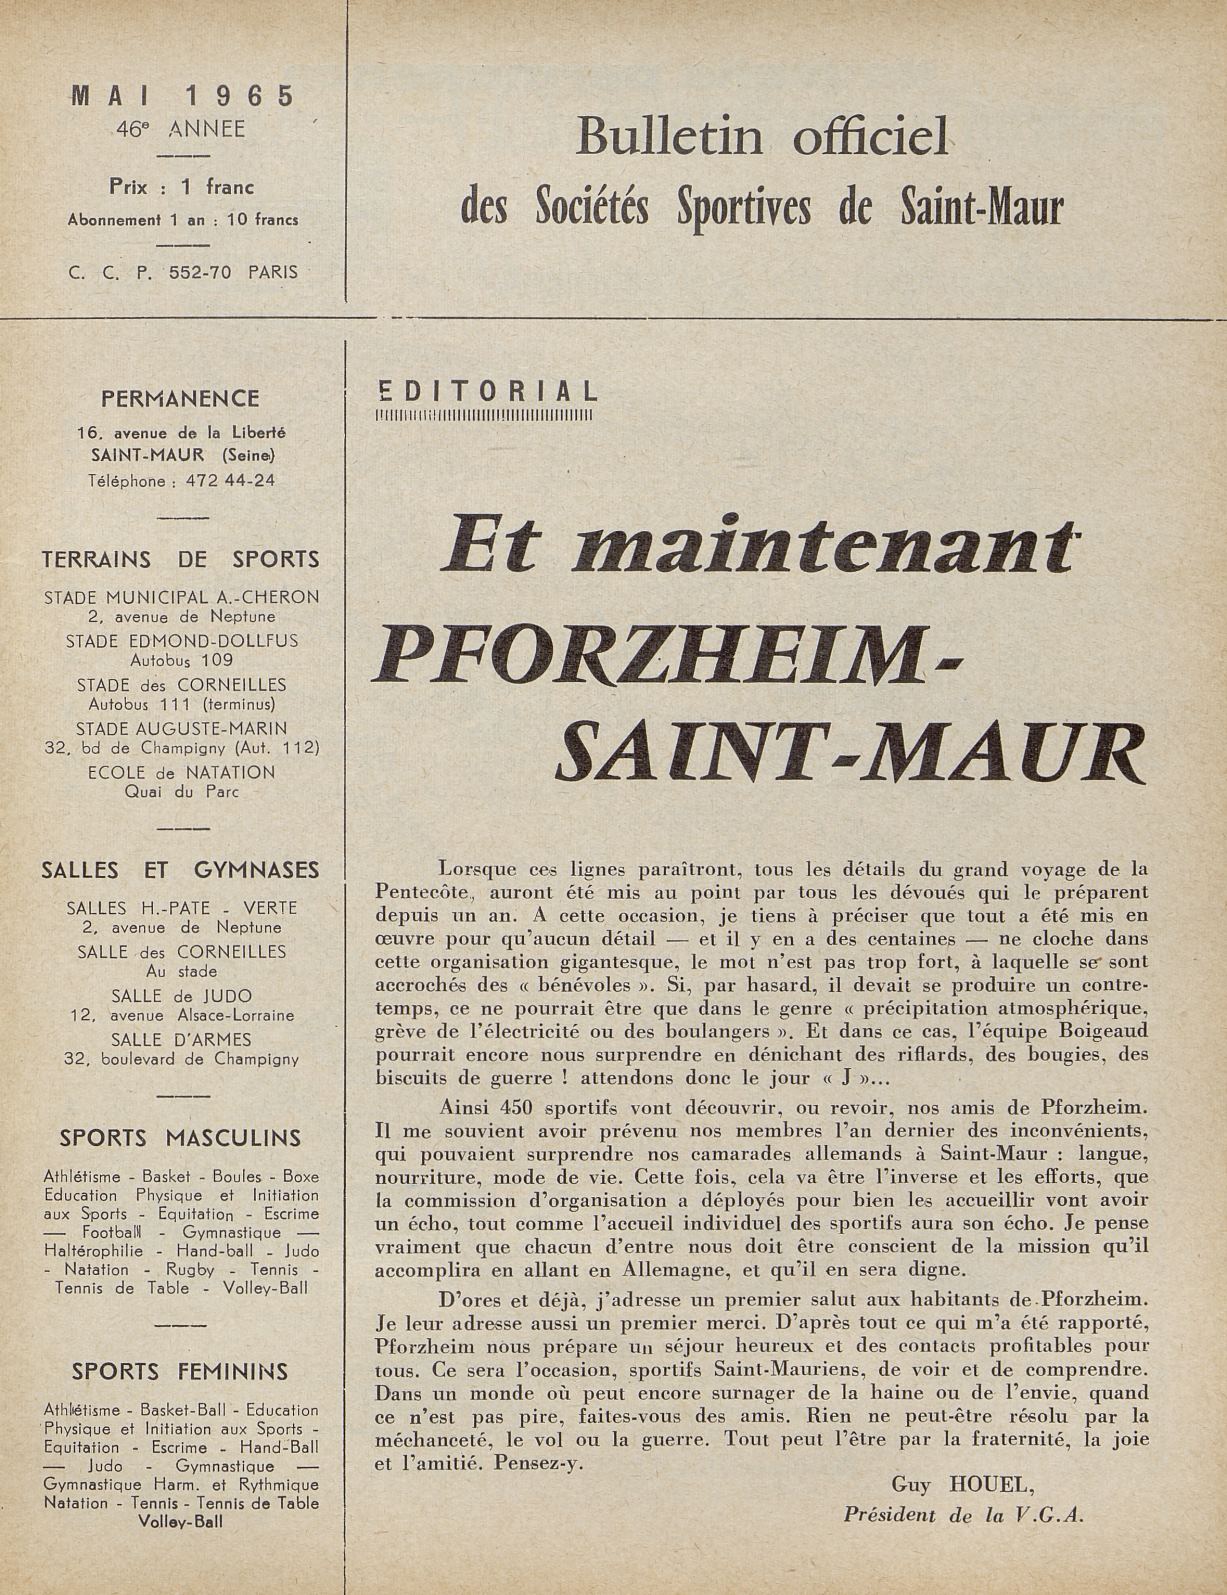 MAI 1965
46e ANNEE
Prix : 1 franc
Abonnement 1 an : 10 francs
C. C. P. 552-70 PARIS
Bulletin officiel
des Sociétés Sportives de Saint-Maur
PERMANENCE
16, avenue de la Liberté
SAINT-MAUR (Seine)
Téléphone : 472 44-24
TERRAINS DE SPORTS
STADE MUNICIPAL A.-CHERON
2, avenue de Neptune
STADE EDMOND-DOLLFUS
Autobus 109
STADE des CORNEILLES
Autobus 111 (terminus)
STADE AUGUSTE-MARIN
32, bd de Champigny (Aut. 112)
ECOLE de NATATION
Quai du Parc
SALLES ET GYMNASES
SALLES H.-PATE - VERTE
2, avenue de Neptune
SALLE des CORNEILLES
Au stade
SALLE de JUDO
12, avenue Alsace-Lorraine
SALLE D'ARMES
32, boulevard de Champigny
SPORTS MASCULINS
Athlétisme - Basket - Boules - Boxe
Education Physique et Initiation
aux Sports - Equitation - Escrime
— Football - Gymnastique —
Haltérophilie - Hand-ball - Judo
- Natation - Rugby - Tennis -
Tennis de Table - Volley-Ball
SPORTS FEMININS
Athlétisme - Basket-Ball - Education
Physique et Initiation aux Sports -
Equitation - Escrime - Hand-Ball
— Judo - Gymnastique —
Gymnastique Harm. et Rythmique
Natation - Tennis - Tennis de Table
Volley-Ball
EDITORIAL
Et maintenant
PFORZHEIM-
SAINT-MAUR
Lorsque ces lignes paraîtront, tous les détails du grand voyage de la
Pentecôte, auront été mis au point par tous les dévoués qui le préparent
depuis un an. A cette occasion, je tiens à préciser que tout a été mis en
œuvre pour qu'aucun détail — et il y en a des centaines — ne cloche dans
cette organisation gigantesque, le mot n'est pas trop fort, à laquelle se sont
accrochés des « bénévoles ». Si, par hasard, il devait se produire un contre-
temps, ce ne pourrait être que dans le genre « précipitation atmosphérique,
grève de l'électricité ou des boulangers ». Et dans ce cas, l'équipe Boigeaud
pourrait encore nous surprendre en dénichant des riflards, des bougies, des
biscuits de guerre ! attendons donc le jour « J »...
Ainsi 450 sportifs vont découvrir, ou revoir, nos amis de Pforzheim.
Il me souvient avoir prévenu nos membres l'an dernier des inconvénients,
qui pouvaient surprendre nos camarades allemands à Saint-Maur : langue,
nourriture, mode de vie. Cette fois, cela va être l'inverse et les efforts, que
la commission d'organisation a déployés pour bien les accueillir vont avoir
un écho, tout comme l'accueil individuel des sportifs aura son écho. Je pense
vraiment que chacun d'entre nous doit être conscient de la mission qu'il
accomplira en allant en Allemagne, et qu'il en sera digne.
D'ores et déjà, j'adresse un premier salut aux habitants de Pforzheim.
Je leur adresse aussi un premier merci. D'après tout ce qui m'a été rapporté,
Pforzheim nous prépare un séjour heureux et des contacts profitables pour
tous. Ce sera l'occasion, sportifs Saint-Mauriens, de voir et de comprendre.
Dans un monde où peut encore surnager de la haine ou de l'envie, quand
ce n'est pas pire, faites-vous des amis. Rien ne peut-être résolu par la
méchanceté, le vol ou la guerre. Tout peut l'être par la fraternité, la joie
et l'amitié. Pensez-y.
Guy HOUEL,
Président de la V.G.A.